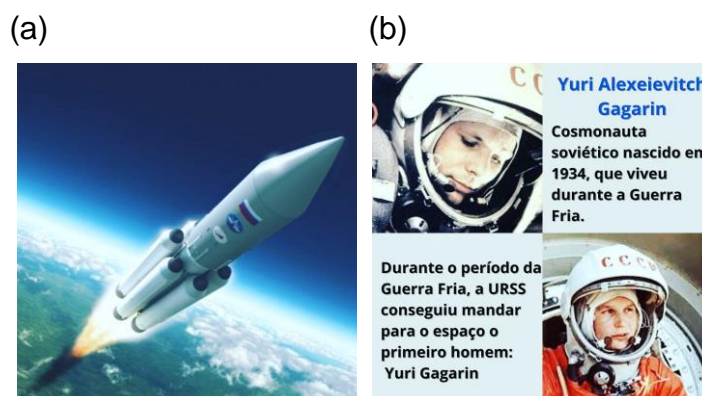 (a)
(b)
CC
Yuri Alexeievitch
Gagarin
Cosmonauta
soviético nascido em
1934, que viveu
durante a Guerra
Fria.
Durante o período da
Guerra Fria, a URSS
conseguiu mandar
para o espaço o
primeiro homem:
Yuri Gagarin
CCCP